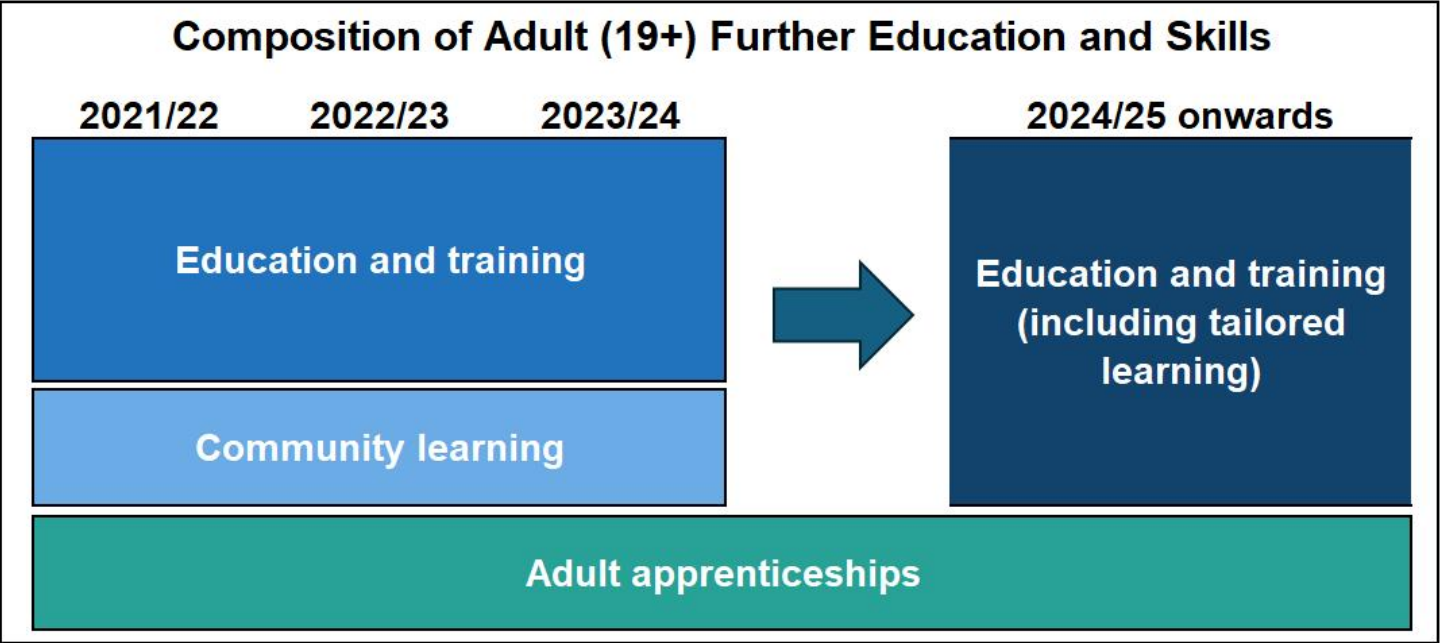 Composition of Adult (19+) Further Education and Skills
2021/22 2022/23 2023/24 2024/25 onwards
Education and training
Community learning
Education and training
(including tailored
learning)
Adult apprenticeships